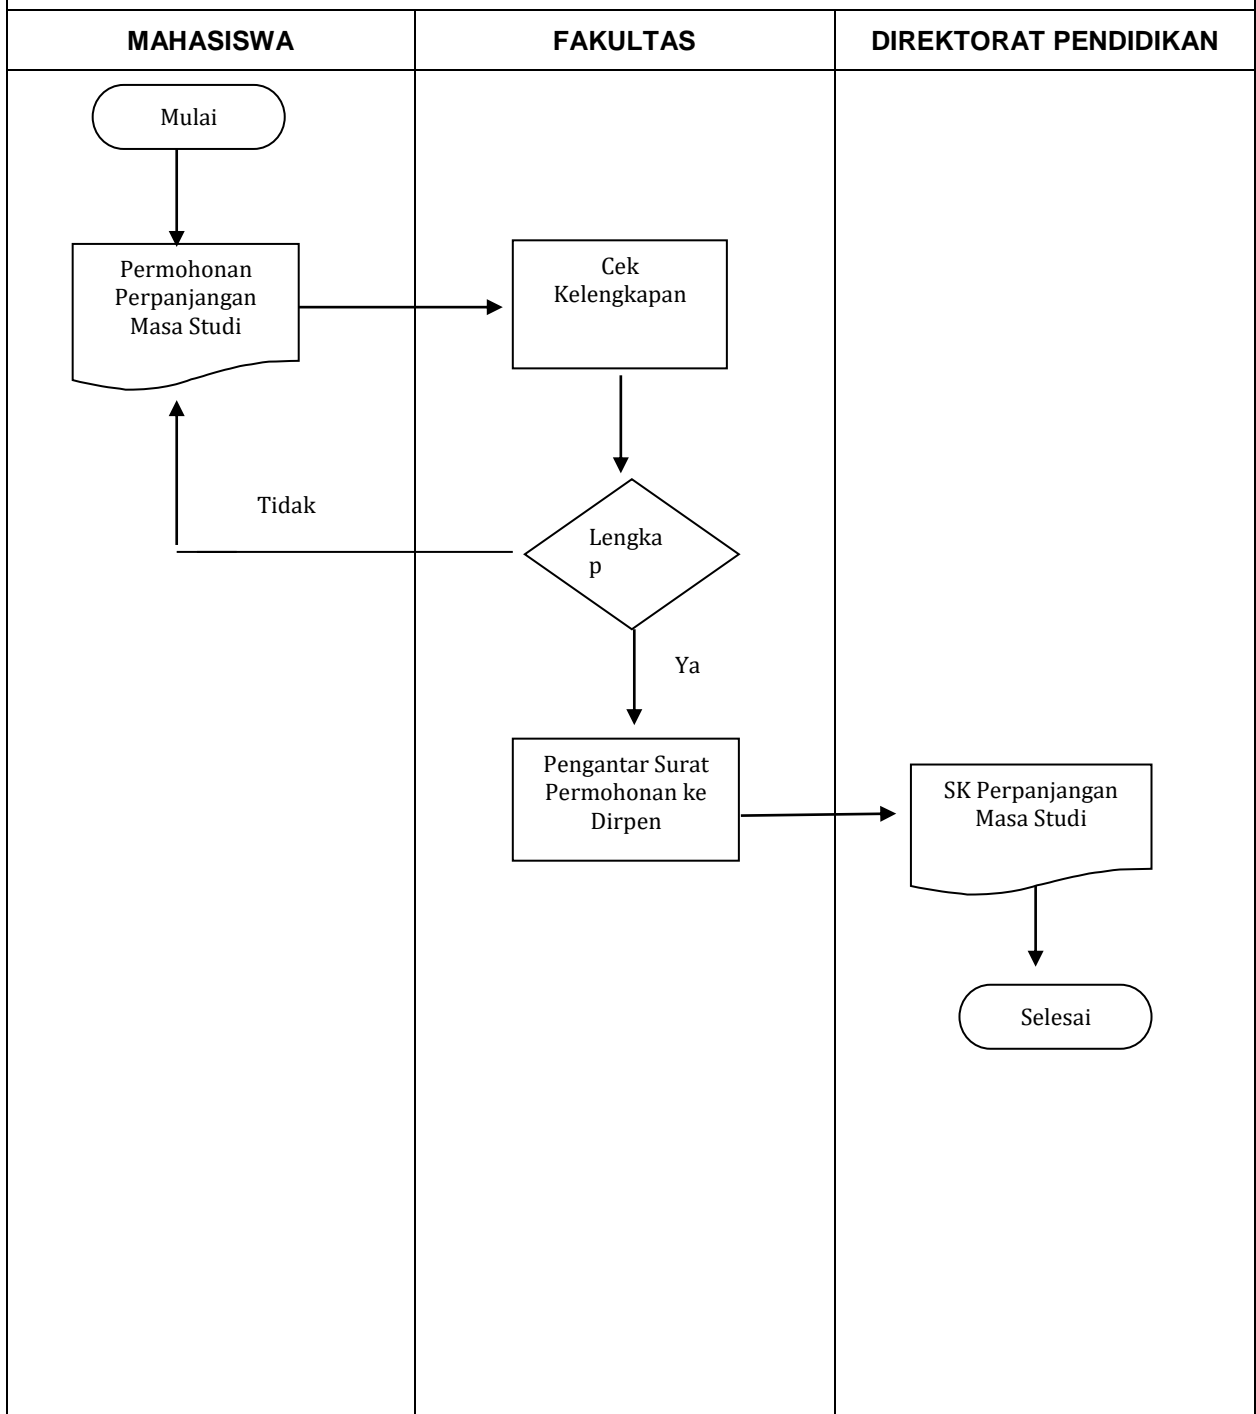 MAHASISWA
FAKULTAS
DIREKTORAT PENDIDIKAN
Mulai
Permohonan
Perpanjangan
Masa Studi
Cek
Kelengkapan
Tidak
Lengka
p
Ya
Pengantar Surat
Permohonan ke
Dirpen
SK Perpanjangan
Masa Studi
Selesai